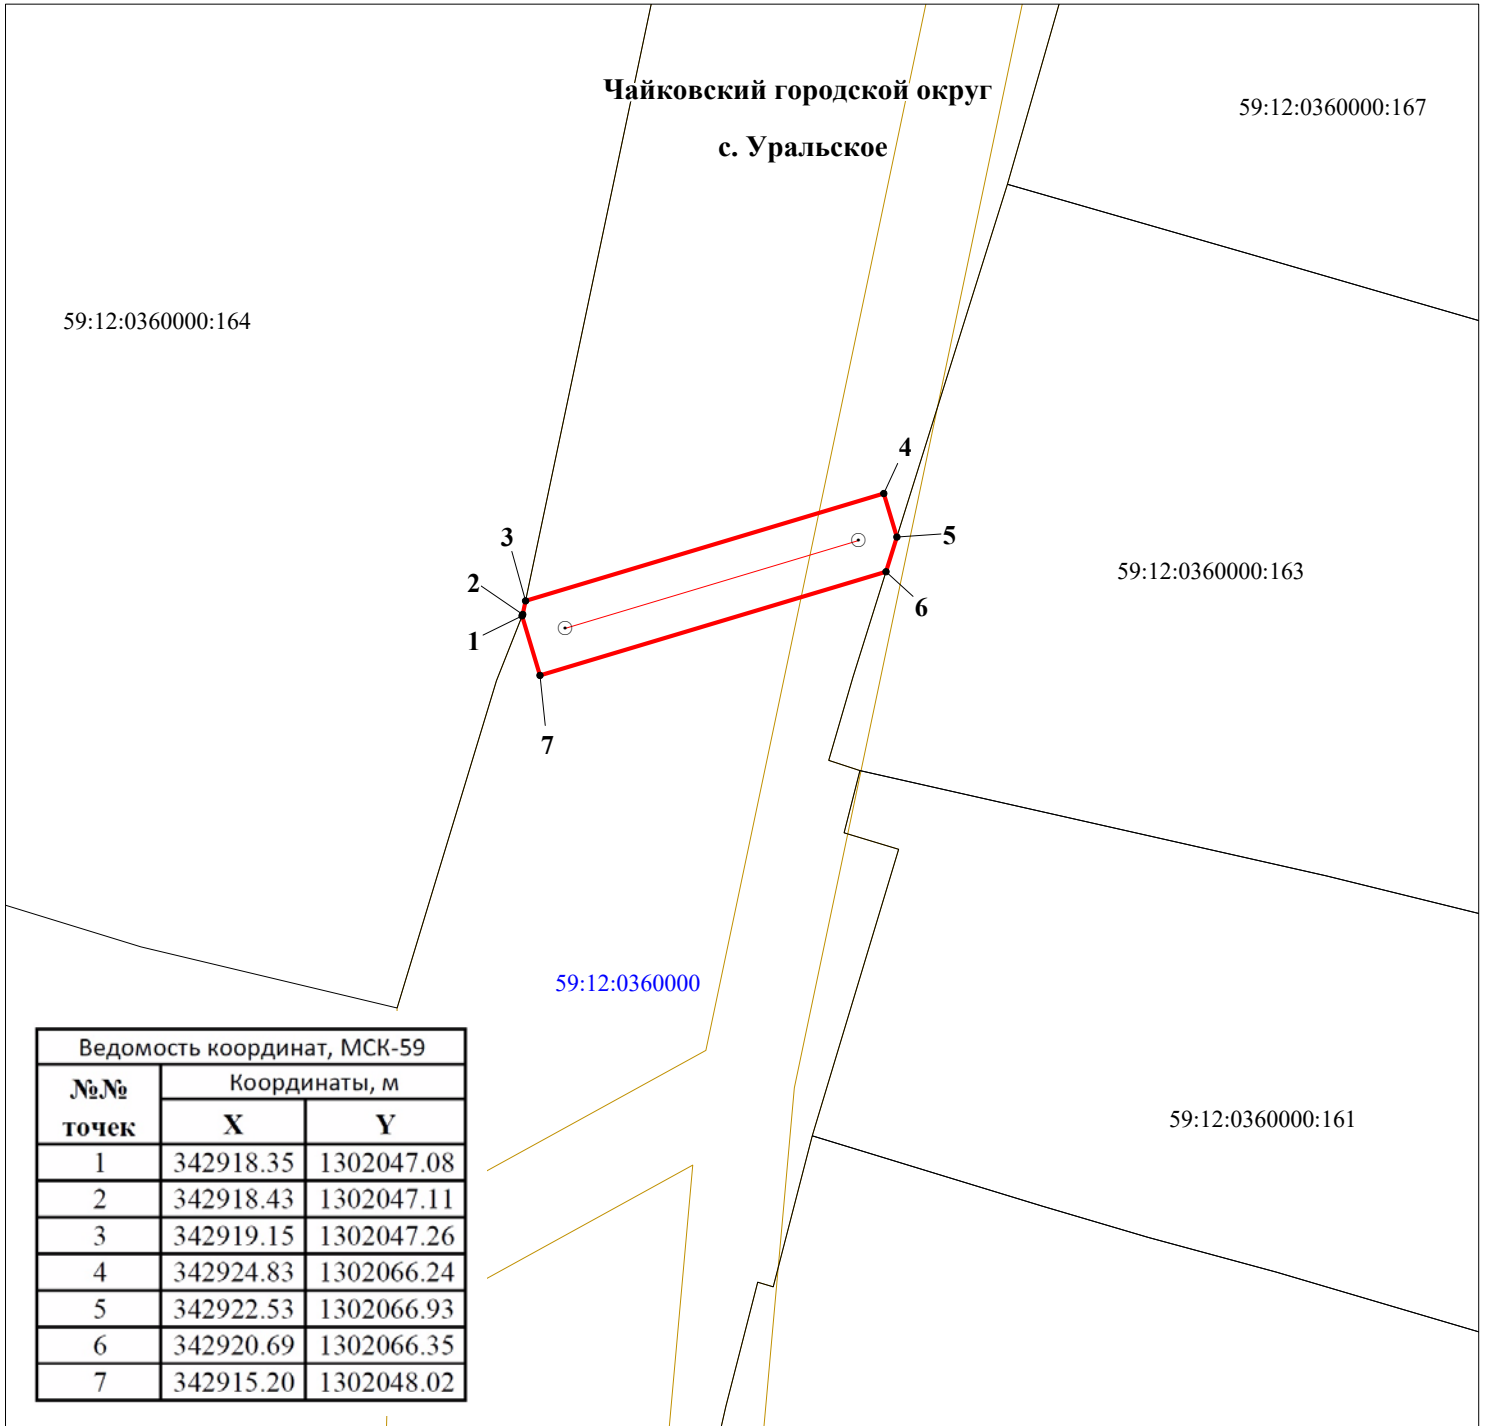 Чайковский городской округ
с. Уральское
59:12:0360000:167
59:12:0360000:164
4
3
5
2
59:12:0360000:163
6
1
7
59:12:0360000
59:12:0360000:161
Ведомость координат, МСК-59
№№ точек
Координаты, м
X Y
1 342918.35 1302047.08
2 342918.43 1302047.11
3 342919.15 1302047.26
4 342924.83 1302066.24
5 342922.53 1302066.93
6 342920.69 1302066.35
7 342915.20 1302048.02